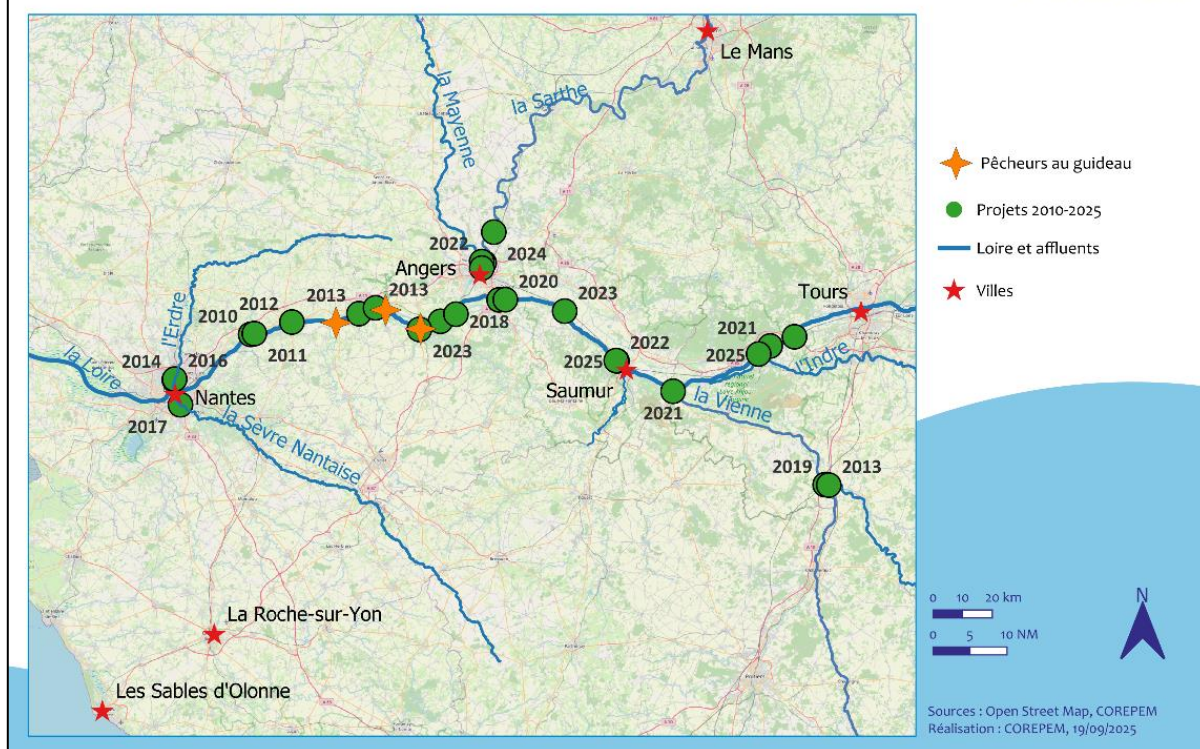 Le Mans
la Mayenne
la Sarthe
2022
2024
Angers
2020
2023
Tours
2013
2013
2012
2010
2011
l'Erdre
2018
2023
2021
2025
l'Indre
2014
2016
la Loire
Nantes
2022
2025
Saumur
2021
la Vienne
2017
la Sèvre Nantaise
2019
2013
La Roche-sur-Yon
Les Sables d'Olonne
Pêcheurs au guideau
Projets 2010-2025
Loire et affluents
Villes
0 10 20 km
0 5 10 NM
N
Sources : Open Street Map, COREPEM
Réalisation : COREPEM, 19/09/2025